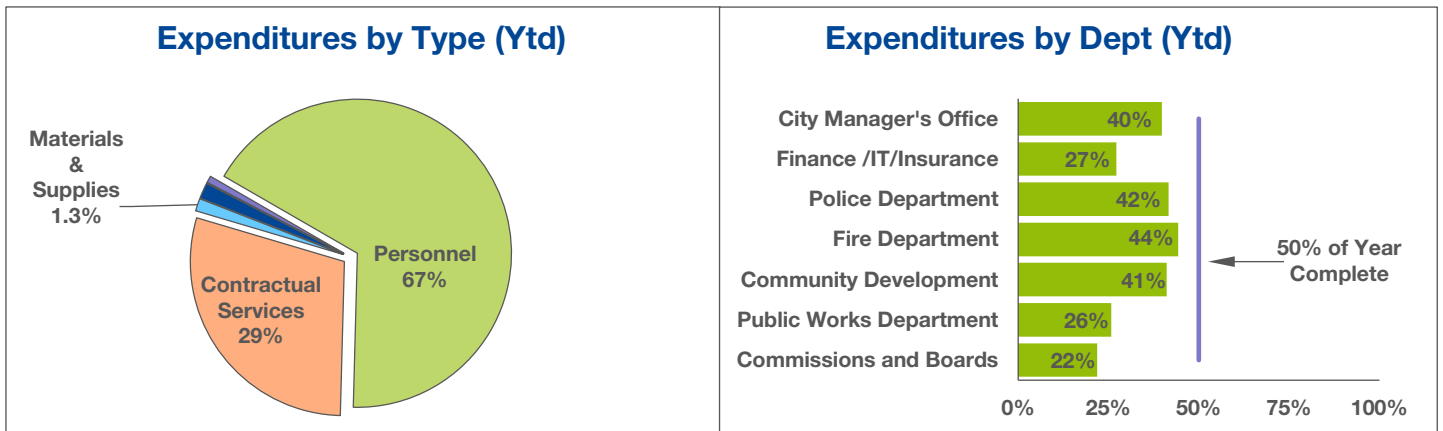 Expenditures by Type (Ytd)
Materials
&
Supplies
1.3%
Personnel
67%
Contractual
Services
29%
Expenditures by Dept (Ytd)
City Manager's Office
40%
Finance /IT/Insurance
27%
Police Department
42%
Fire Department
44%
Community Development
41%
Public Works Department
26%
Commissions and Boards
22%
50% of Year
Complete
0% 25% 50% 75% 100%